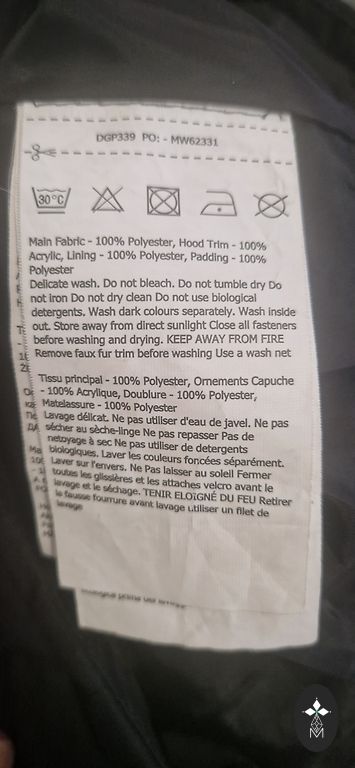 DGP339 PO: - MW62331
30°C
Main Fabric - 100% Polyester, Hood Trim - 100%
Acrylic, Lining - 100% Polyester, Padding - 100%
Polyester
Delicate wash. Do not bleach. Do not tumble dry Do
not iron Do not dry clean Do not use biological
detergents. Wash dark colours separately. Wash inside
out. Store away from direct sunlight Close all fasteners
before washing and drying. KEEP AWAY FROM FIRE
Remove faux fur trim before washing Use a wash net
Tissu principal - 100% Polyester, Ornements Capuche
- 100% Acrylique, Doublure - 100% Polyester,
Matelassure - 100% Polyester
Lavage délicat. Ne pas utiliser d'eau de javel. Ne pas
sécher au sèche-linge Ne pas repasser Pas de
netoyage à sec Ne pas utiliser de detergents
biologiques. Laver les couleurs foncées séparément.
Laver sur l'envers. Ne Pas laisser au soleil Fermer
toutes les glissières et les attaches velcro avant le
lavage et le séchage. TENIR ELOïGNÉ DU FEU Retirer
le fausse fourrure avant lavage utiliser un filet de
lavage
M